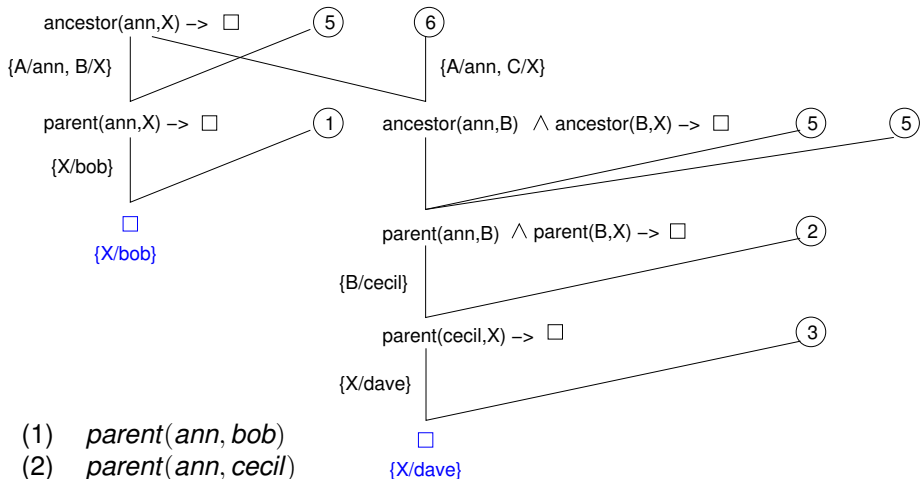 ancestor(ann,X) −> □ 5 6
{A/ann, B/X} {A/ann, C/X}
parent(ann,X) −> □ 1 ancestor(ann,B) ∧ ancestor(B,X) −> □ 5 5
{X/bob}
□
{X/bob}
parent(ann,B) ∧ parent(B,X) −> □ 2
{B/cecil}
parent(cecil,X) −> □ 3
{X/dave}
□
{X/dave}
(1) parent(ann, bob)
(2) parent(ann, cecil)